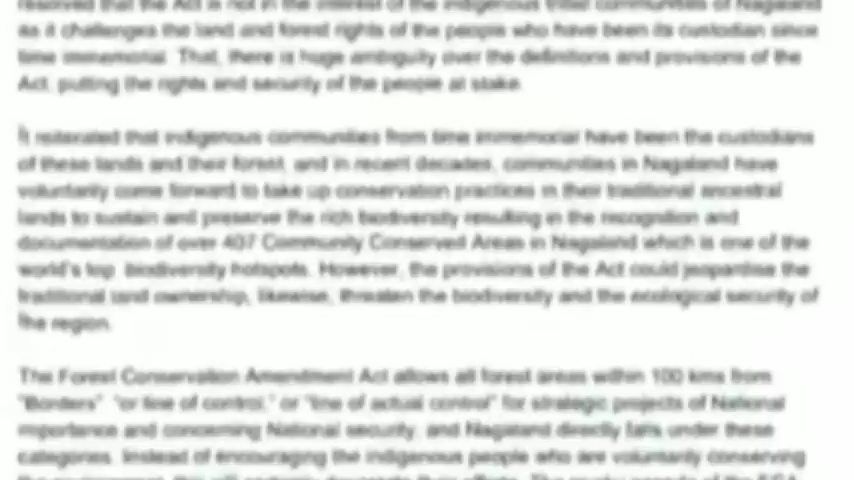 resolved that the Act is not in the interest of the indigenous tribal communities of Nagaland
as it challenges the land and forest rights of the people who have been its custodian since
time immemorial. That, there is huge ambiguity over the definitions and provisions of the
Act, putting the rights and security of the people at stake.
It reiterated that indigenous communities from time immemorial have been the custodians
of these lands and their forest, and in recent decades, communities in Nagaland have
voluntarily come forward to take up conservation practices in their traditional ancestral
lands to sustain and preserve the rich biodiversity resulting in the recognition and
documentation of over 407 Community Conserved Areas in Nagaland which is one of the
world's top biodiversity hotspots. However, the provisions of the Act could jeopardise the
traditional land ownership, likewise, threaten the biodiversity and the ecological security of
the region.
The Forest Conservation Amendment Act allows all forest areas within 100 kms from
"Borders" "or line of control," or "line of actual control" for strategic projects of National
importance and concerning National security, and Nagaland directly falls under these
categories. Instead of encouraging the indigenous people who are voluntarily conserving